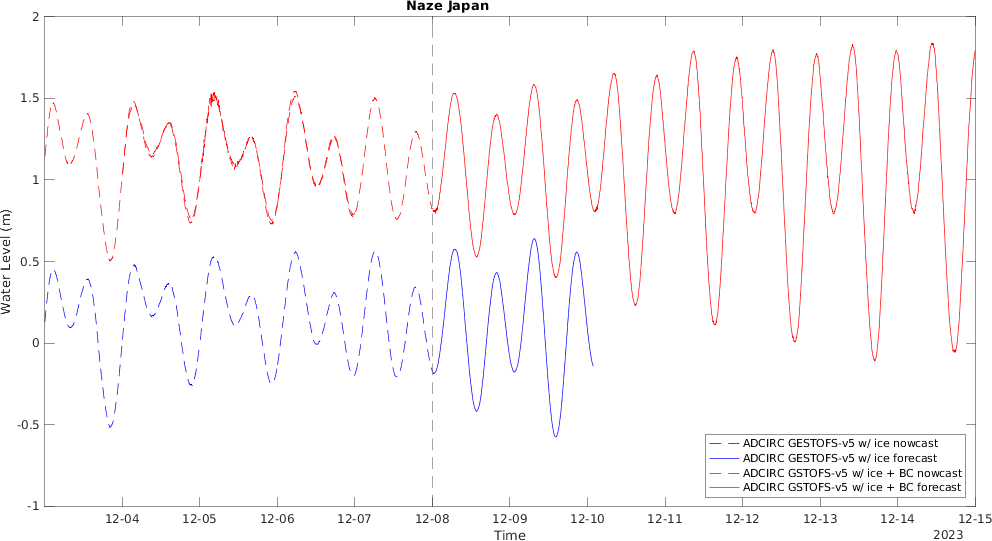 Naze Japan
2
1.5
1
0.5
0
-0.5
-1
Water Level (m)
ADCIRC GESTOFS-v5 w/ ice nowcast
ADCIRC GESTOFS-v5 w/ ice forecast
ADCIRC GSTOFS-v5 w/ ice + BC nowcast
ADCIRC GSTOFS-v5 w/ ice + BC forecast
12-04 12-05 12-06 12-07 12-08 12-09 12-10 12-11 12-12 12-13 12-14 12-15
Time
2023